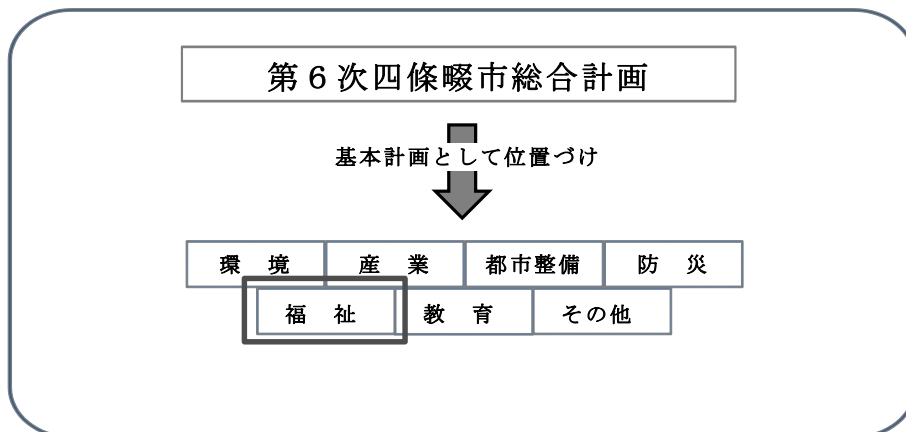 第６次四條畷市総合計画
基本計画として位置づけ
環　境　産　業　都市整備　防　災
福　祉　教　育　その他